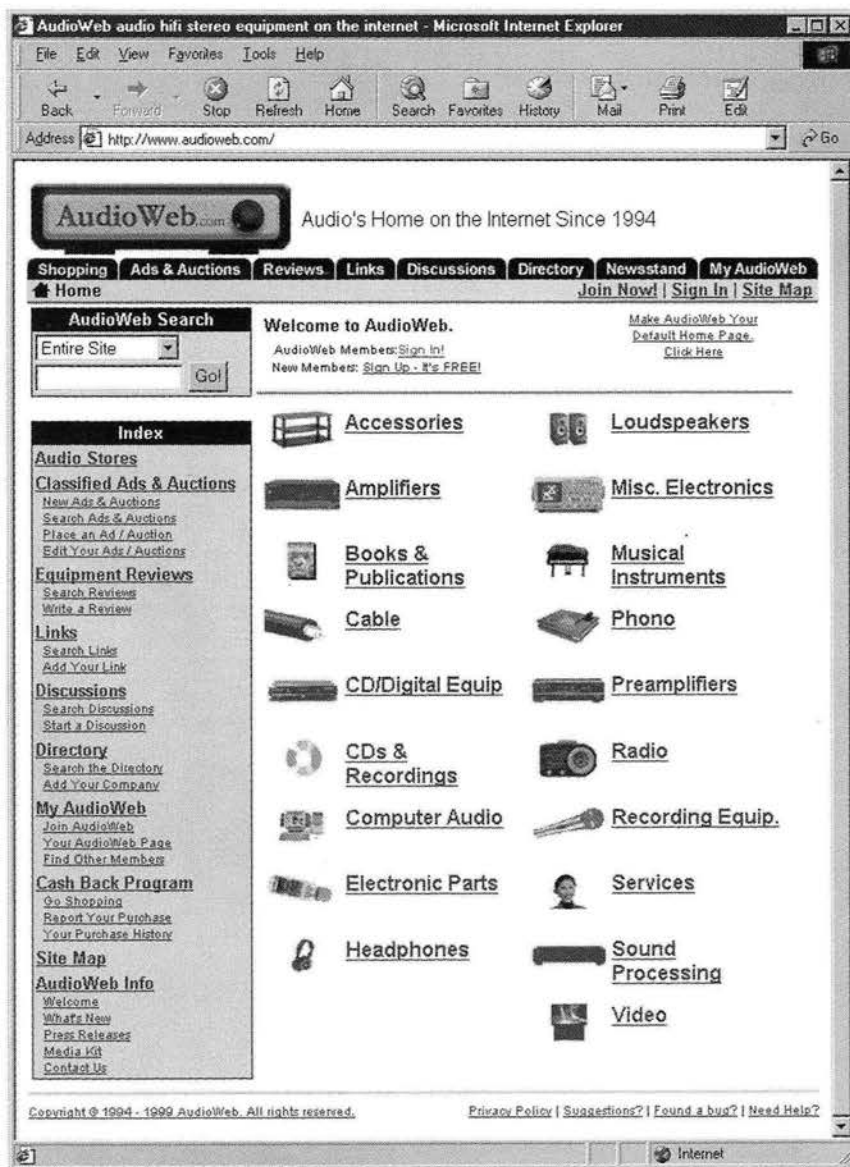 AudioWeb audio hifi stereo equipment on the internet - Microsoft Internet Explorer
File Edit View Favorites Tools Help
Back Forward Stop Refresh Home Search Favorites History Mail Print Edit
Address http://www.audioweb.com/ Go
AudioWeb.com Audio's Home on the Internet Since 1994
Shopping Ads & Auctions Reviews Links Discussions Directory Newsstand My AudioWeb
Home Join Now! | Sign In | Site Map
AudioWeb Search
Entire Site
Go!
Welcome to AudioWeb.
AudioWeb Members: Sign In!
New Members: Sign Up - It's FREE!
Make AudioWeb Your
Default Home Page.
Click Here
Index
Audio Stores
Classified Ads & Auctions
New Ads & Auctions
Search Ads & Auctions
Place an Ad / Auction
Edit Your Ads / Auctions
Equipment Reviews
Search Reviews
Write a Review
Links
Search Links
Add Your Link
Discussions
Search Discussions
Start a Discussion
Directory
Search the Directory
Add Your Company
My AudioWeb
Join AudioWeb
Your AudioWeb Page
Find Other Members
Cash Back Program
Go Shopping
Report Your Purchase
Your Purchase History
Site Map
AudioWeb Info
Welcome
What's New
Press Releases
Media Kit
Contact Us
Accessories
Amplifiers
Books &
Publications
Cable
CD/Digital Equip
CDs &
Recordings
Computer Audio
Electronic Parts
Headphones
Loudspeakers
Misc. Electronics
Musical
Instruments
Phono
Preamplifiers
Radio
Recording Equip.
Services
Sound
Processing
Video
Copyright © 1994 - 1999 AudioWeb. All rights reserved. Privacy Policy | Suggestions? | Found a bug? | Need Help?
Internet